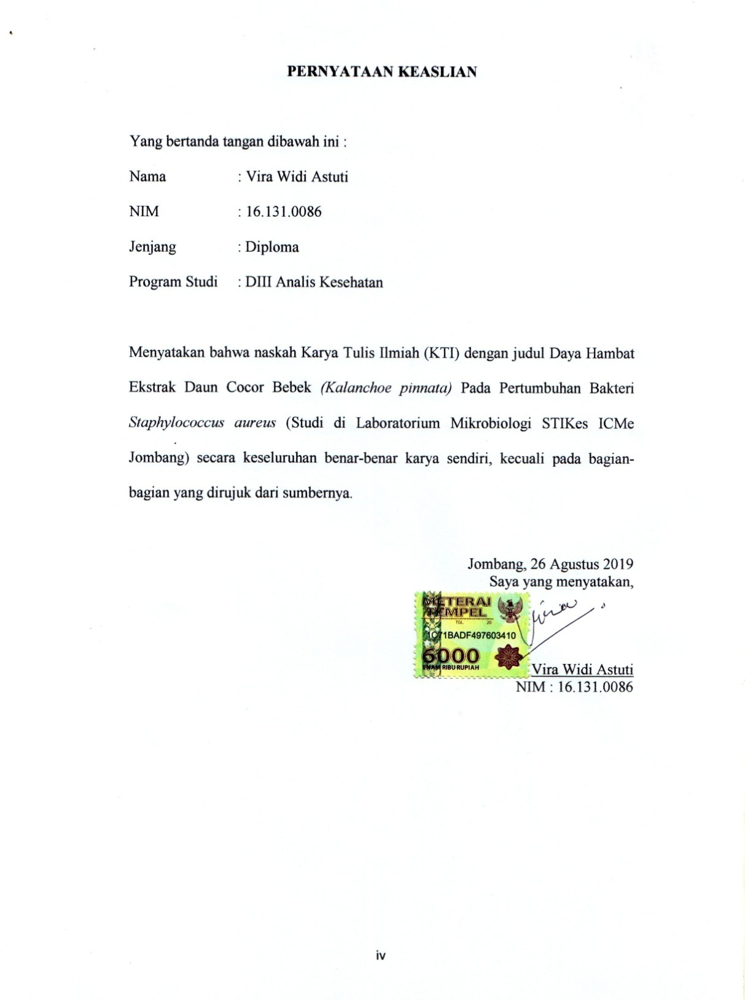 PERNYATAAN KEASLIAN
Yang bertanda tangan dibawah ini :
Nama : Vira Widi Astuti
NIM : 16.131.0086
Jenjang : Diploma
Program Studi : DIII Analis Kesehatan
Menyatakan bahwa naskah Karya Tulis Ilmiah (KTI) dengan judul Daya Hambat
Ekstrak Daun Cocor Bebek (Kalanchoe pinnata) Pada Pertumbuhan Bakteri
Staphylococcus aureus (Studi di Laboratorium Mikrobiologi STIKes ICMe
Jombang) secara keseluruhan benar-benar karya sendiri, kecuali pada bagian-
bagian yang dirujuk dari sumbernya.
Jombang, 26 Agustus 2019
Saya yang menyatakan,
METERAI
TEMPEL
TGL 20
1C71BADF497603410
6000
ENAM RIBU RUPIAH
Vira
Vira Widi Astuti
NIM : 16.131.0086
iv